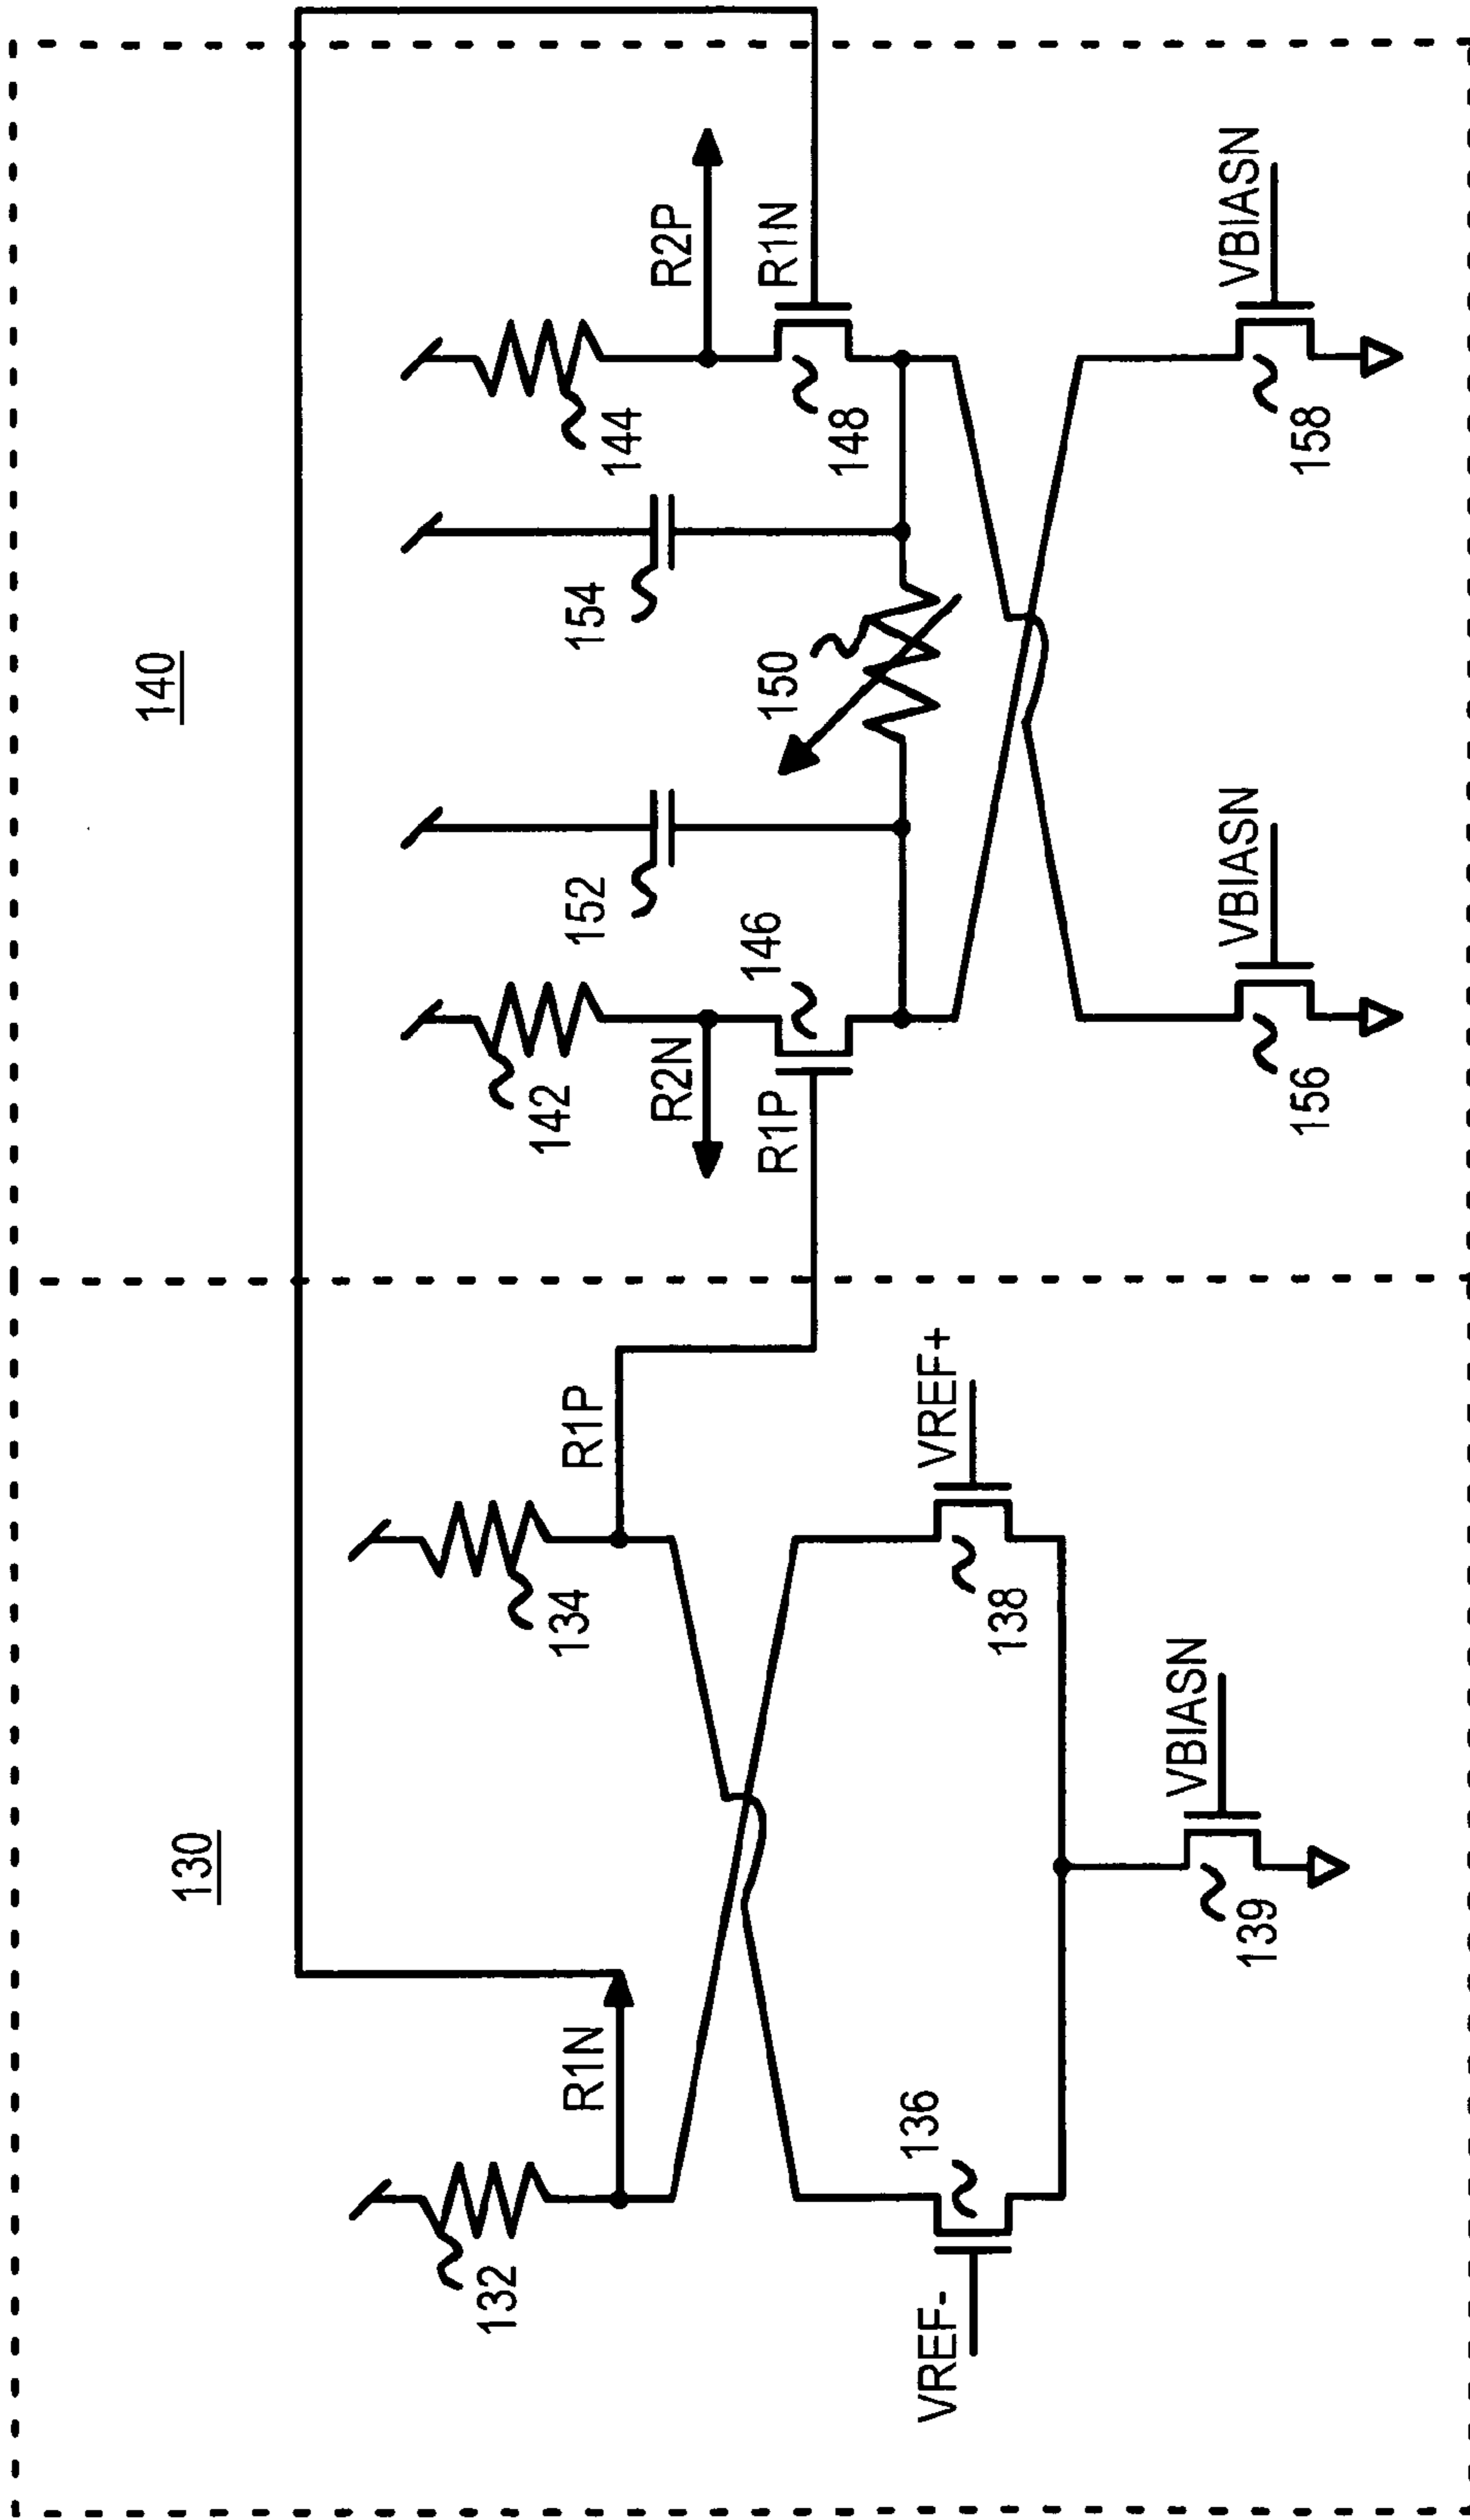 130
140
132
R1N
134
R1P
VREF-
136
138
VREF+
139
VBIASN
142
R2N
R1P
146
152
150
154
144
148
R2P
R1N
156
VBIASN
158
VBIASN